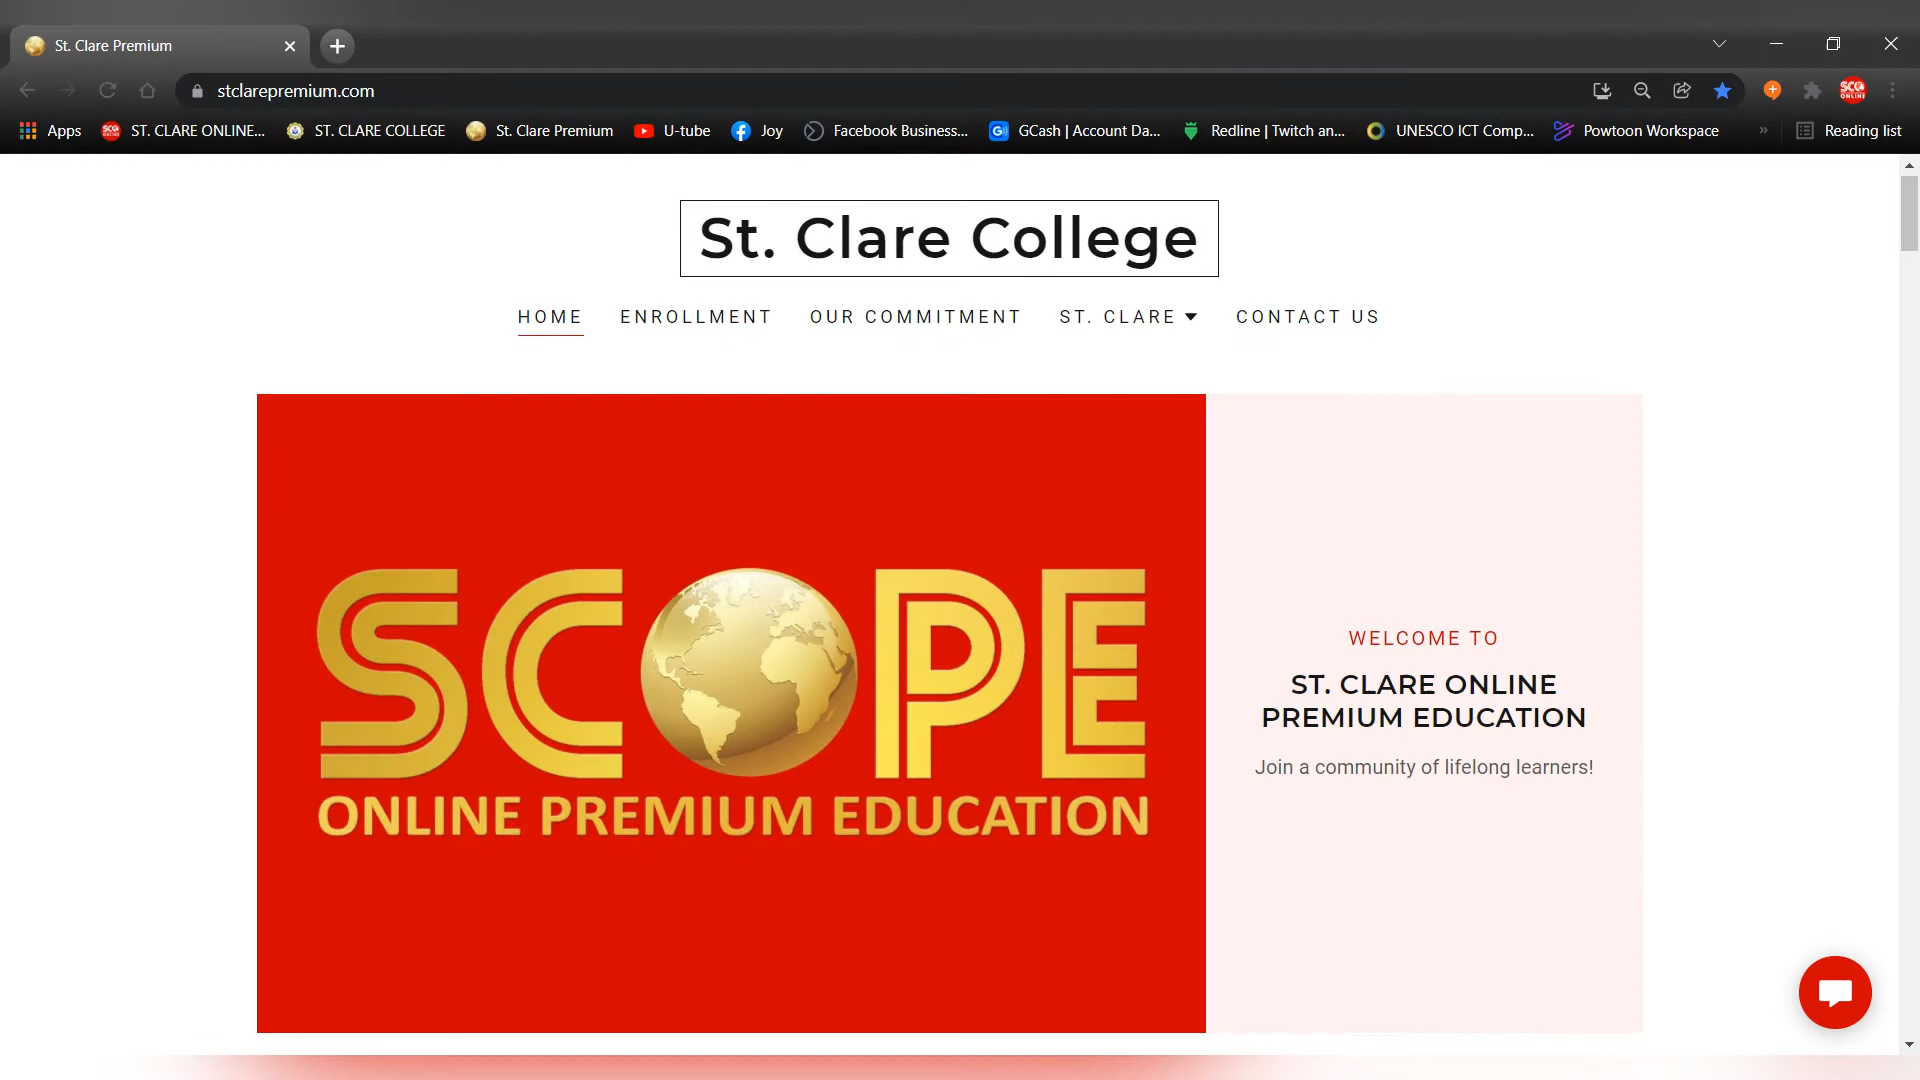 St. Clare Premium
stclarepremium.com
Apps ST. CLARE ONLINE... ST. CLARE COLLEGE St. Clare Premium U-tube Joy Facebook Business... GCash | Account Da... Redline | Twitch an... UNESCO ICT Comp... Powtoon Workspace » Reading list
St. Clare College
HOME ENROLLMENT OUR COMMITMENT ST. CLARE CONTACT US
SCOPE
ONLINE PREMIUM EDUCATION
WELCOME TO
ST. CLARE ONLINE
PREMIUM EDUCATION
Join a community of lifelong learners!